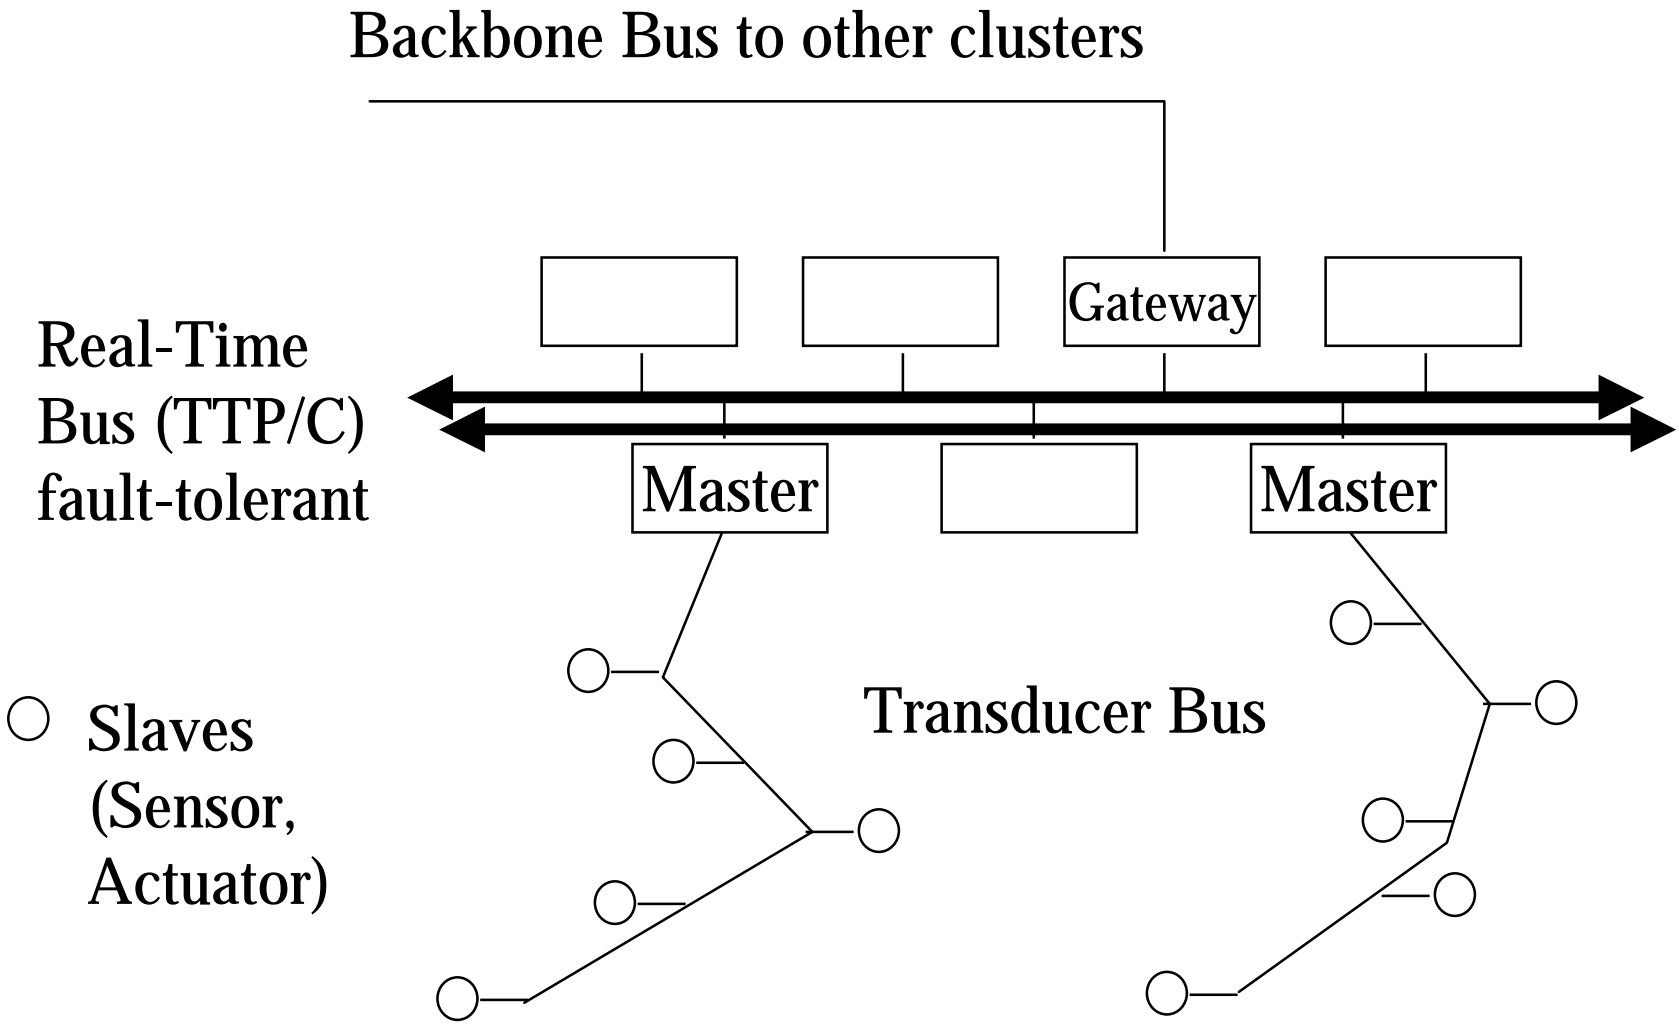 Backbone Bus to other clusters
Gateway
Real-Time
Bus (TTP/C)
fault-tolerant
Master
Master
Transducer Bus
Slaves
(Sensor,
Actuator)